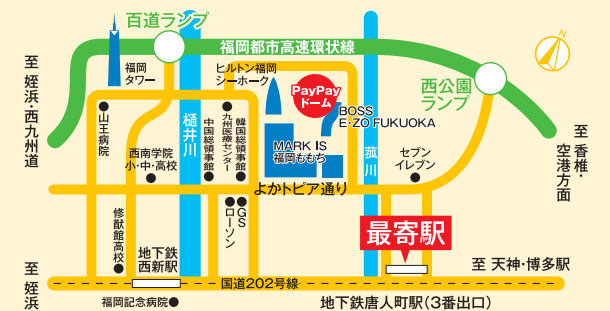 百道ランプ
福岡都市高速環状線
至 姪浜・西九州道
福岡
タワー
ヒルトン福岡
シーホーク
PayPay
ドーム
西公園
ランプ
BOSS
E・ZO FUKUOKA
山王病院
樋井川
中国総領事館
九州医療センター
韓国総領事館
MARK IS
福岡ももち
菰川
セブン
イレブン
至 香椎・
空港方面
西南学院
小・中・高校
よかトピア通り
修猷館高校
地下鉄
西新駅
ローソン
GS
最寄駅
至 姪浜
国道202号線
至 天神・博多駅
福岡記念病院
地下鉄唐人町駅(3番出口)